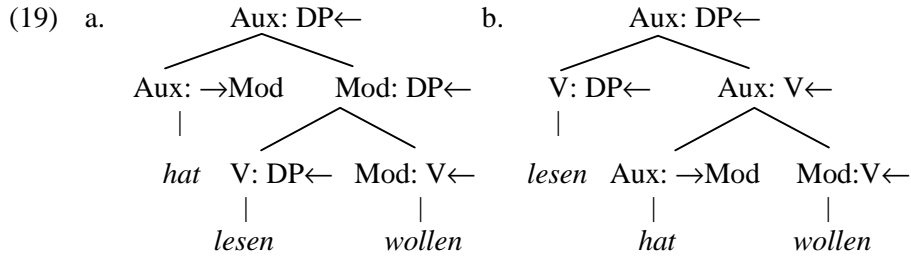 (19) a. Aux: DP← b. Aux: DP←
Aux: →Mod Mod: DP← V: DP← Aux: V←
hat V: DP← Mod: V← lesen Aux: →Mod Mod:V←
lesen wollen hat wollen